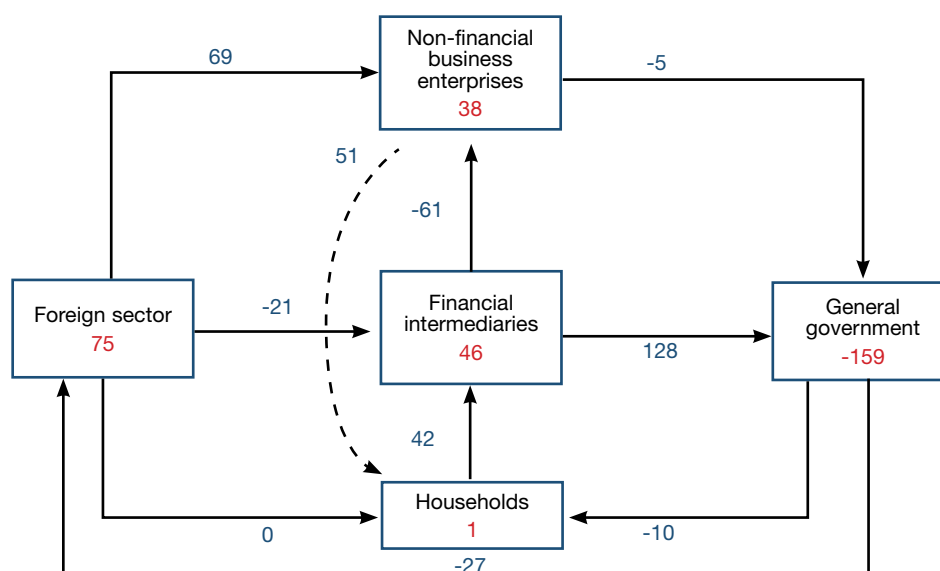 69
Non-financial
business
enterprises
38
-5
51
-61
Foreign sector
75
-21
Financial
intermediaries
46
128
General
government
-159
42
Households
1
0
-10
-27